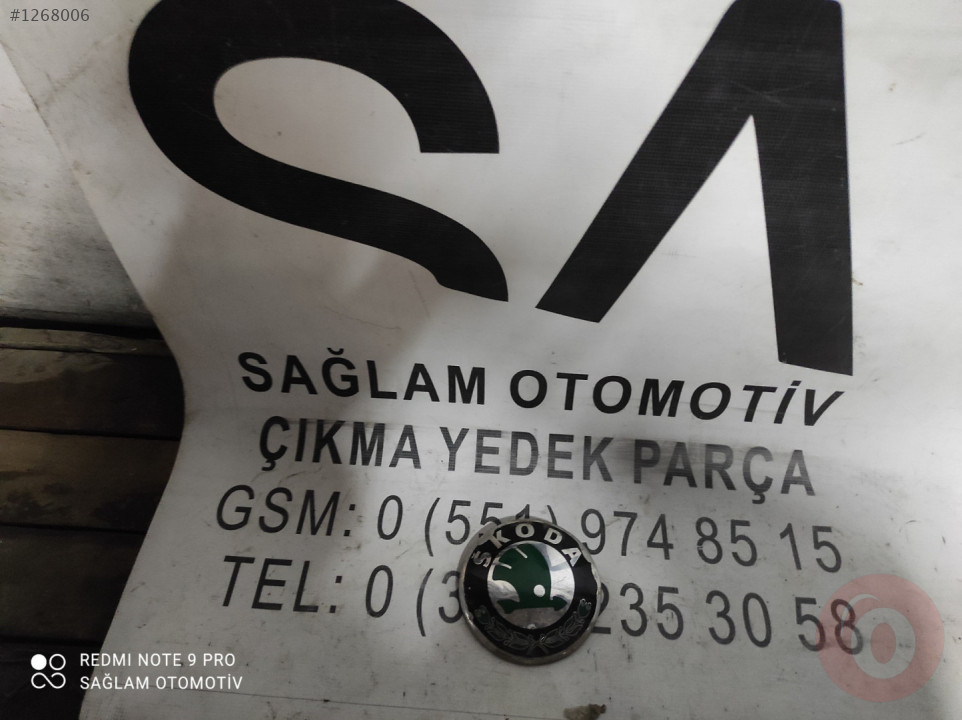 #1268006
SA
SAĞLAM OTOMOTİV
ÇIKMA YEDEK PARÇA
GSM: 0 (551) 974 85 15
TEL: 0 (3 235 30 58
SKODA
REDMI NOTE 9 PRO
SAĞLAM OTOMOTİV